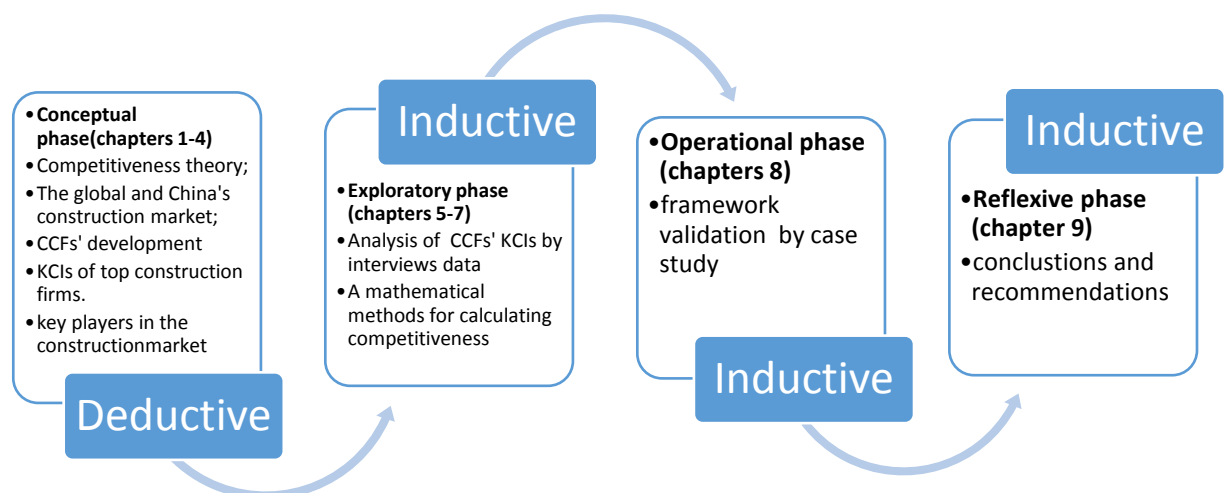 •Conceptual
phase(chapters 1-4)
•Competitiveness theory;
•The global and China's
construction market;
•CCFs' development
•KCIs of top construction
firms.
•key players in the
constructionmarket
Deductive
Inductive
•Exploratory phase
(chapters 5-7)
•Analysis of CCFs' KCIs by
interviews data
•A mathematical
methods for calculating
competitiveness
•Operational phase
(chapters 8)
•framework
validation by case
study
Inductive
Inductive
•Reflexive phase
(chapter 9)
•conclustions and
recommendations